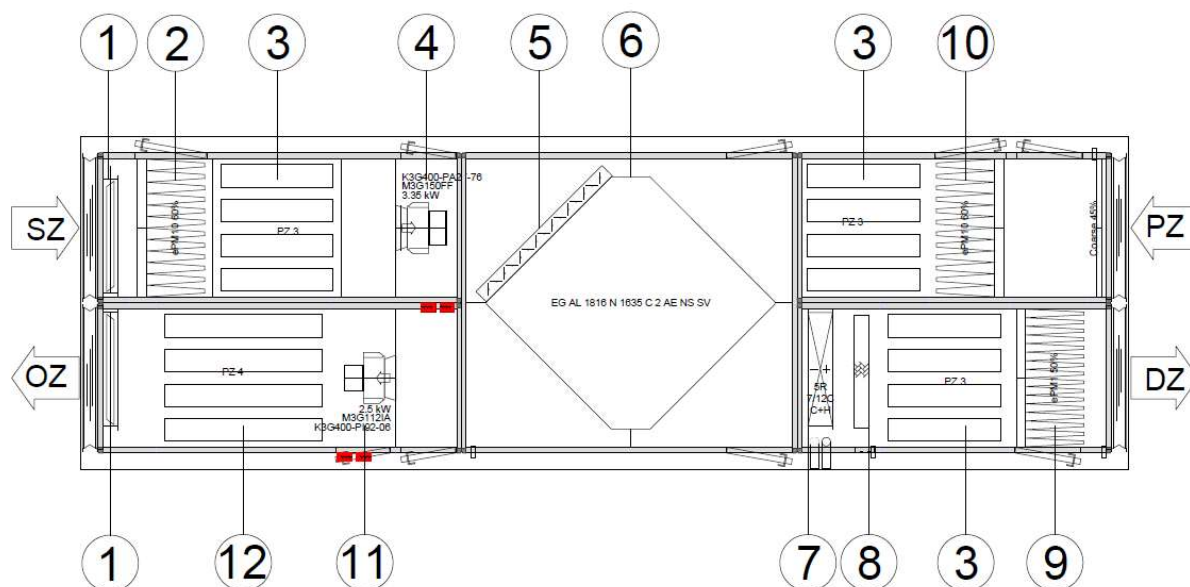 1 2 3 4 5 6 3 10
SZ
ePM10 60%
PZ 3
K3G400-PA27-76
M3G150FF
3.35 kW
PZ 3
ePM10 60%
Coarse 45%
PZ
EG AL 1816 N 1635 C 2 AE NS SV
OZ
PZ 4
2.5 kW
M3G112IA
K3G400-PI92-06
5R
7/12C
C+H
PZ 3
ePM1 50%
DZ
1 12 11 7 8 3 9